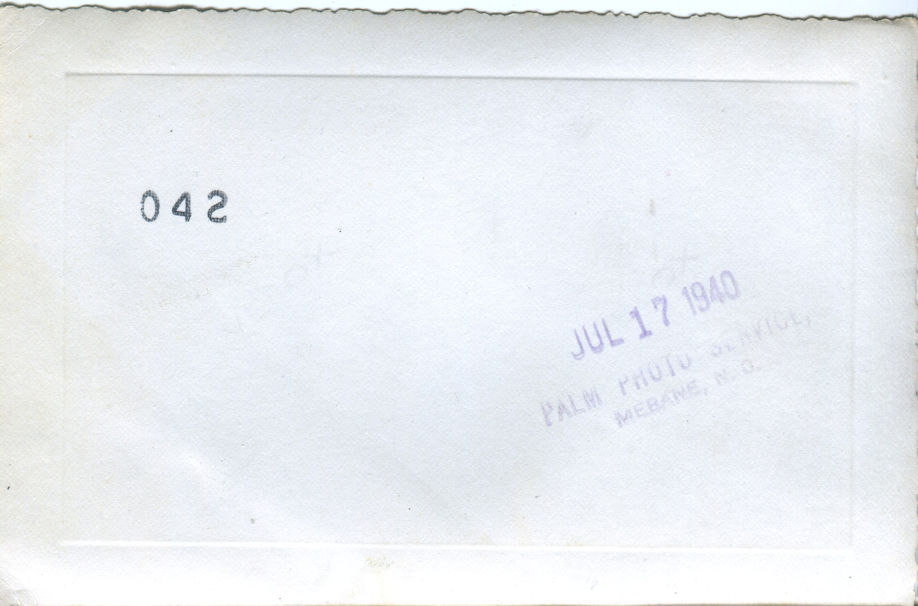 042
JUL 17 1940
PALM PHOTO SERVICE,
MEBANE, N. C.